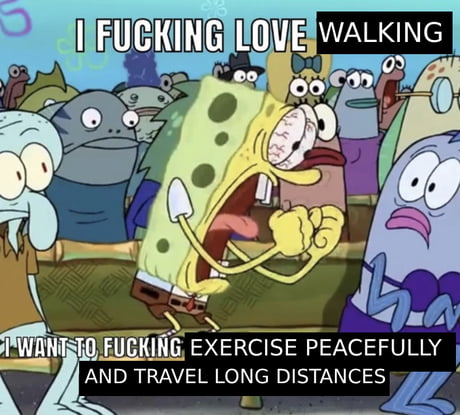 I FUCKING LOVE WALKING
I WANT TO FUCKING EXERCISE PEACEFULLY
AND TRAVEL LONG DISTANCES